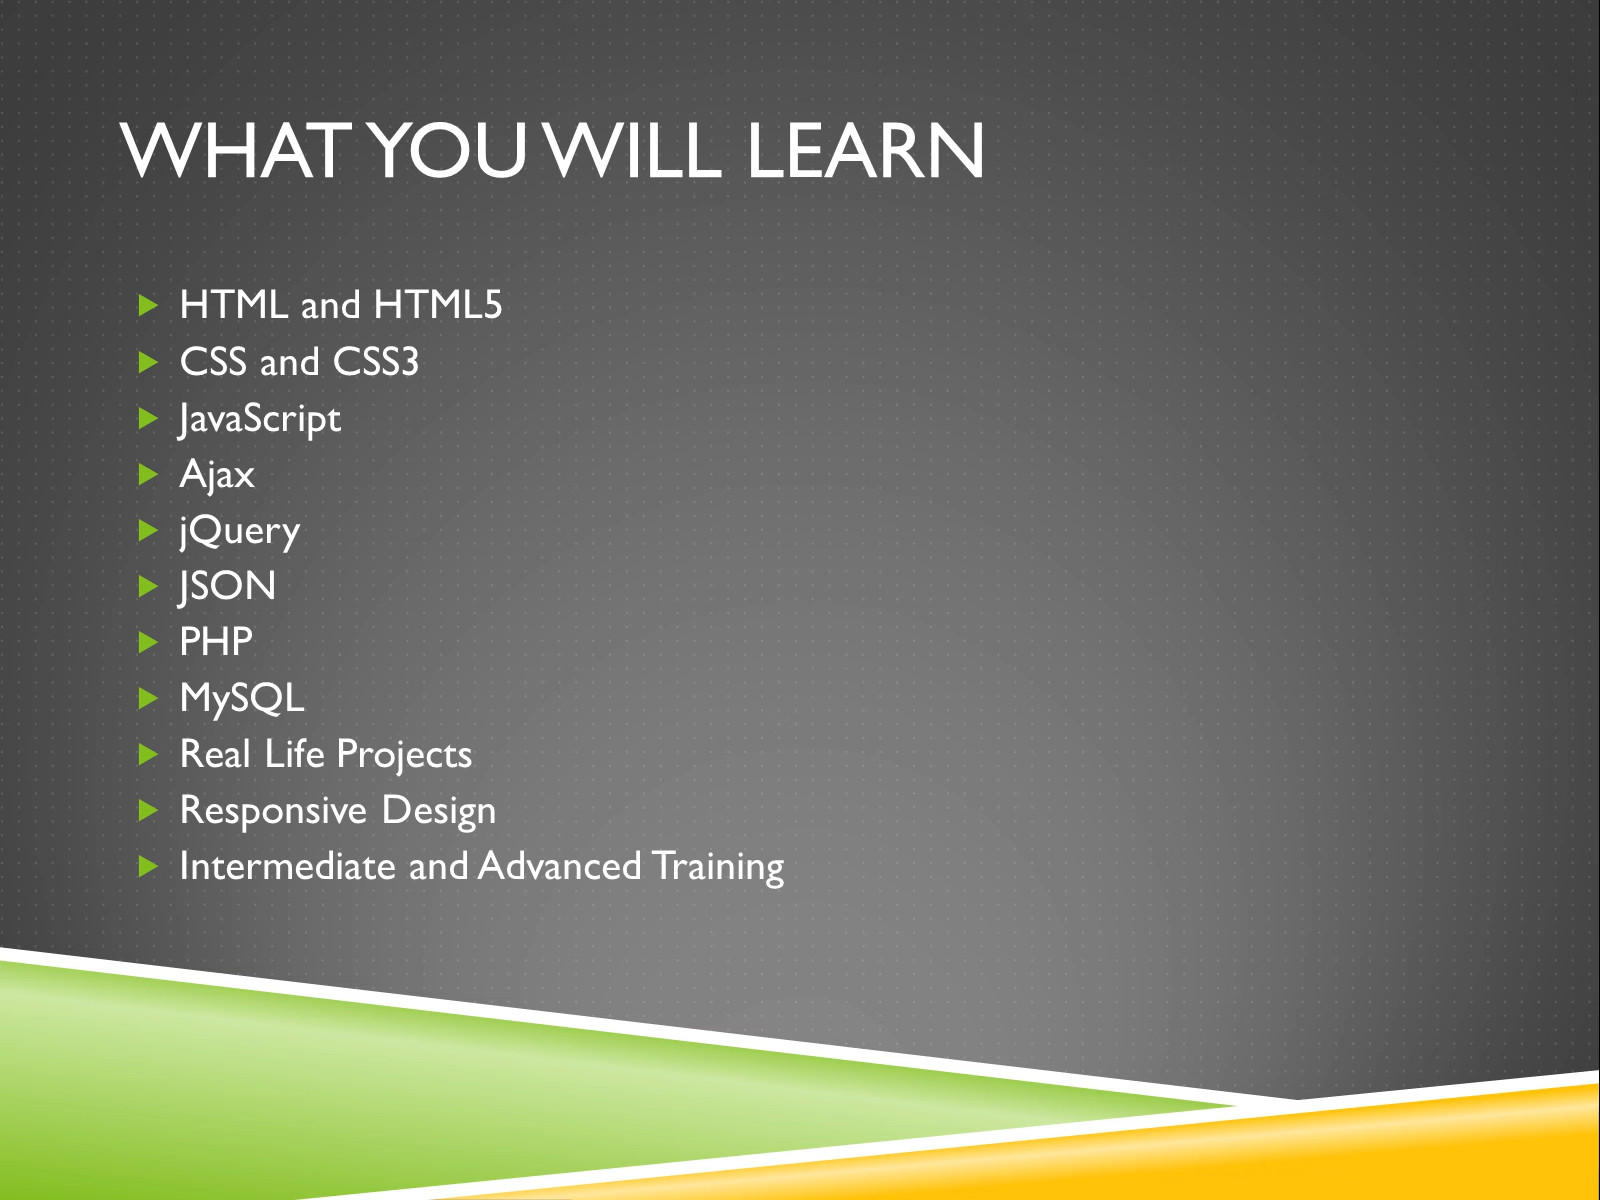 WHAT YOU WILL LEARN
HTML and HTML5
CSS and CSS3
JavaScript
Ajax
jQuery
JSON
PHP
MySQL
Real Life Projects
Responsive Design
Intermediate and Advanced Training